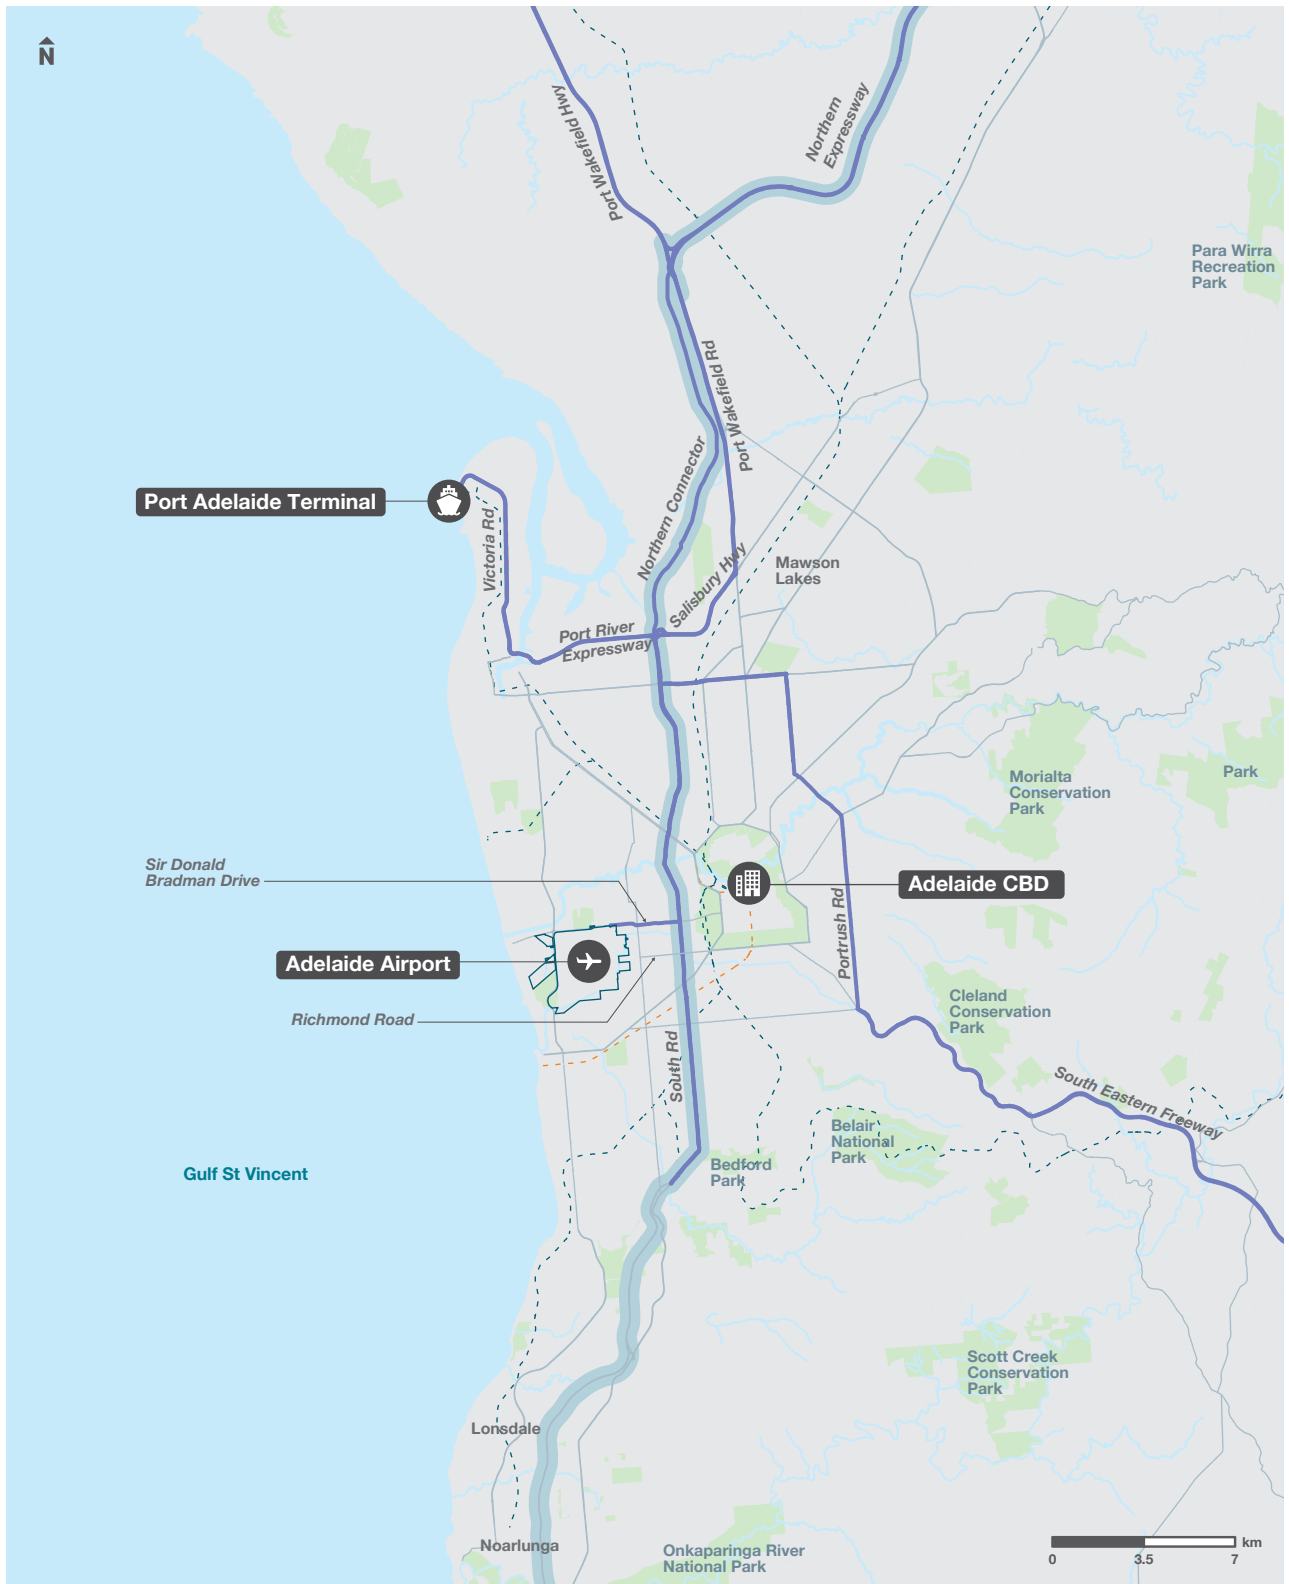 N
Port Wakefield Hwy
Northern
Expressway
Para Wirra
Recreation
Park
Port Wakefield Rd
Northern Connector
Port Adelaide Terminal
Victoria Rd
Salisbury Hwy
Mawson
Lakes
Port River
Expressway
Morialta
Conservation
Park
Park
Sir Donald
Bradman Drive
Adelaide CBD
Portrush Rd
Adelaide Airport
Richmond Road
Cleland
Conservation
Park
South Rd
South Eastern Freeway
Belair
National
Park
Bedford
Park
Gulf St Vincent
Scott Creek
Conservation
Park
Lonsdale
Noarlunga
Onkaparinga River
National Park
km
0 3.5 7